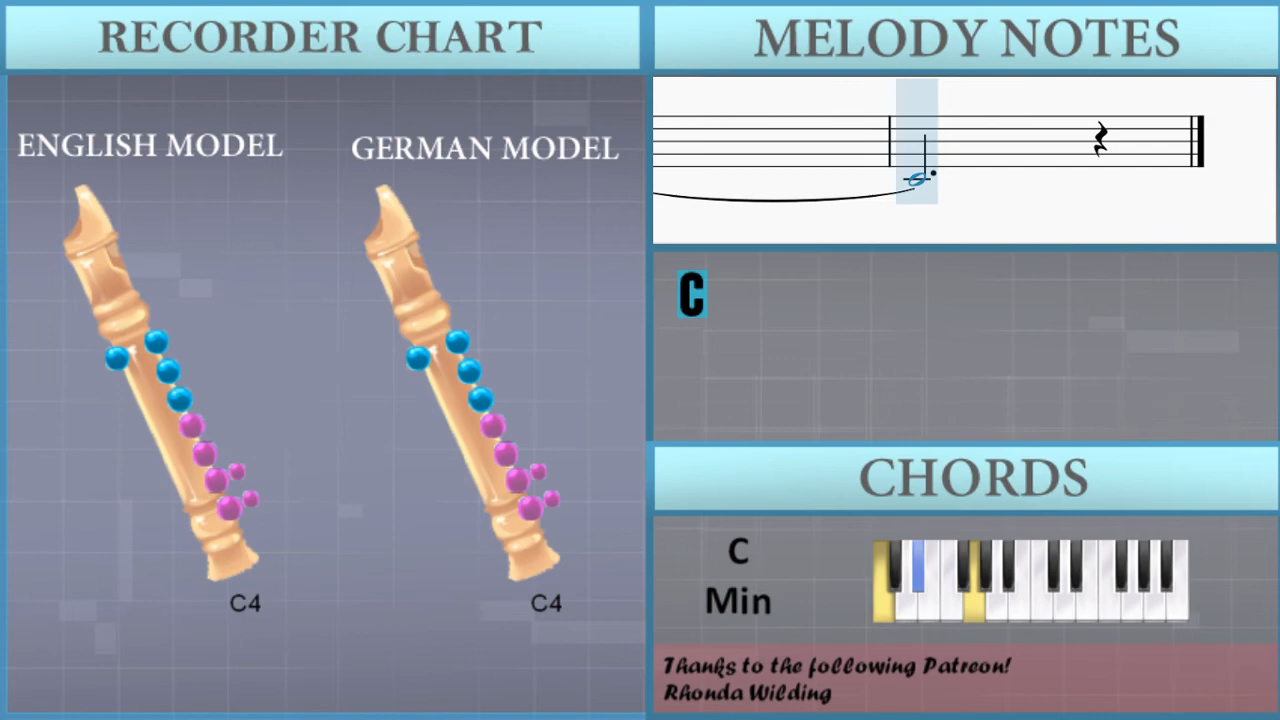 RECORDER CHART
ENGLISH MODEL
GERMAN MODEL
C4
C4
MELODY NOTES
C
CHORDS
C
Min
Thanks to the following Patreon!
Rhonda Wilding